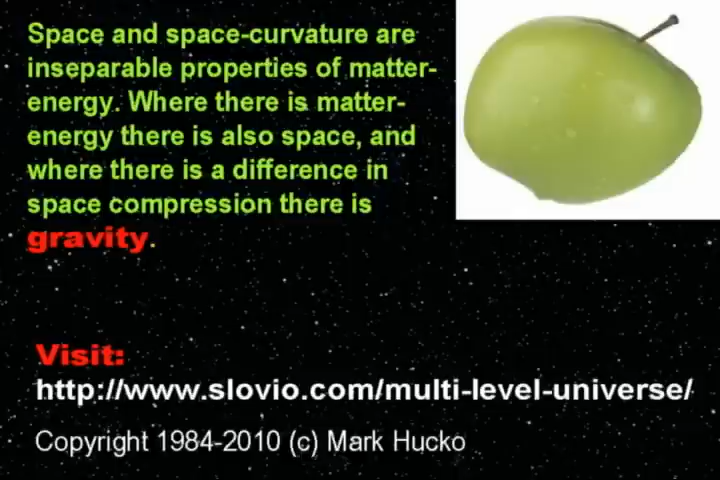 Space and space-curvature are
inseparable properties of matter-
energy. Where there is matter-
energy there is also space, and
where there is a difference in
space compression there is
gravity.
Visit:
http://www.slovio.com/multi-level-universe/
Copyright 1984-2010 (c) Mark Hucko